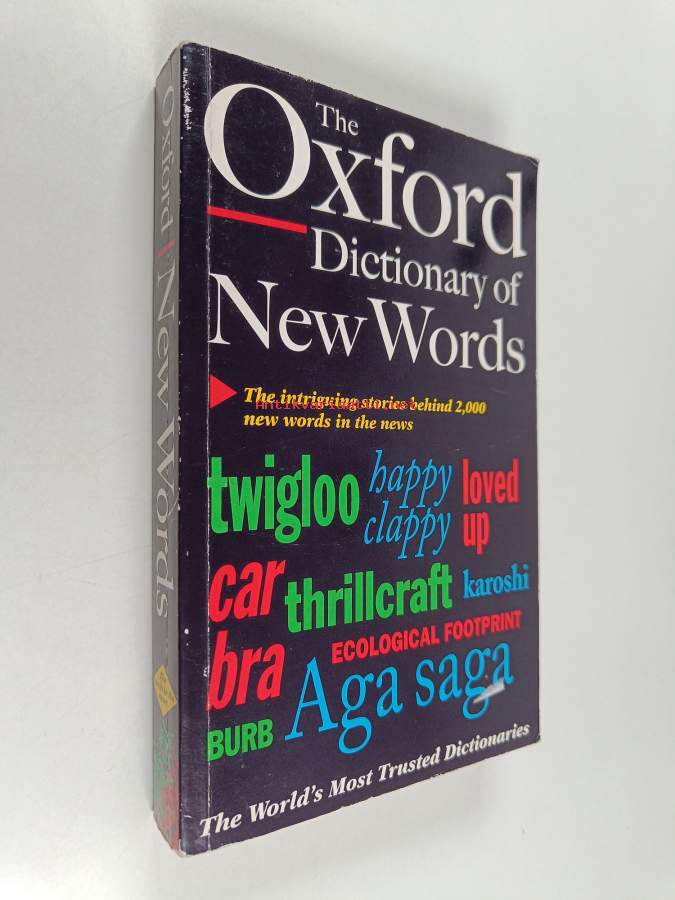 The
Oxford
Dictionary of
New Words
The intriguing stories behind 2,000
new words in the news
twigloo
happy
clappy
loved
up
car
bra
thrillcraft
karoshi
ECOLOGICAL FOOTPRINT
Aga saga
BURB
The World's Most Trusted Dictionaries
Oxford New Words